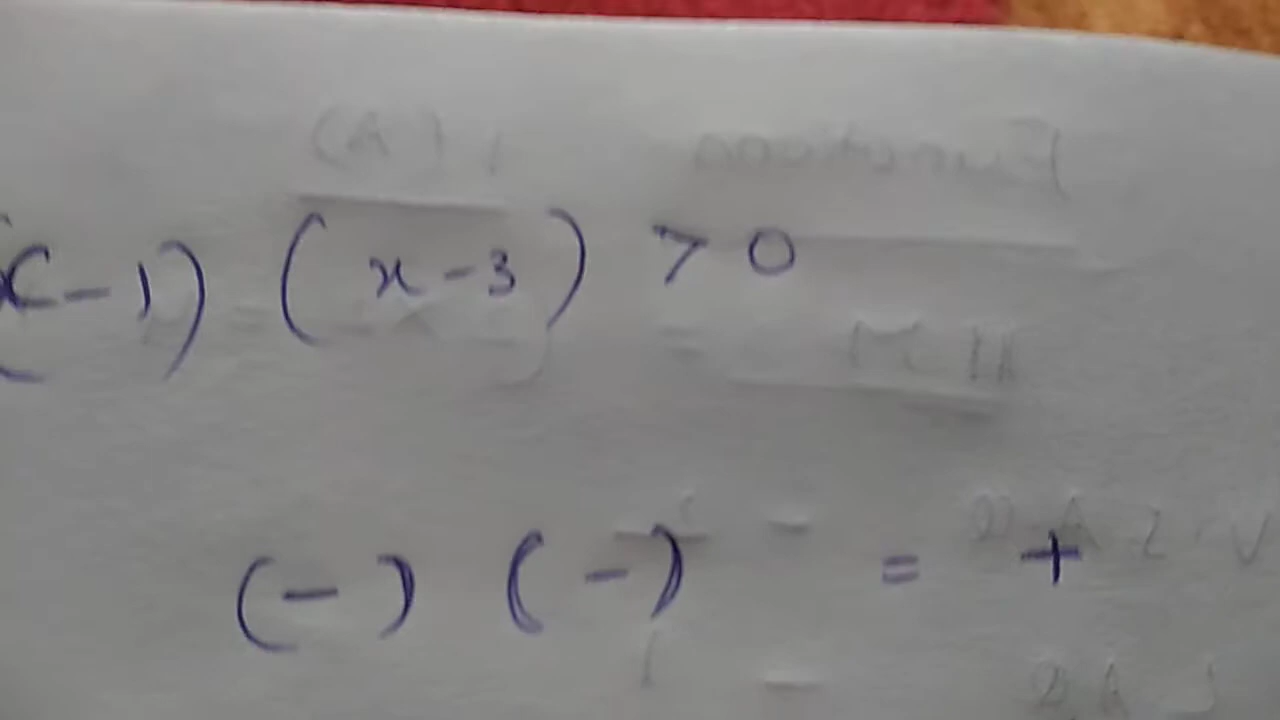 x-1) (x-3) > 0
(-) (-) = +